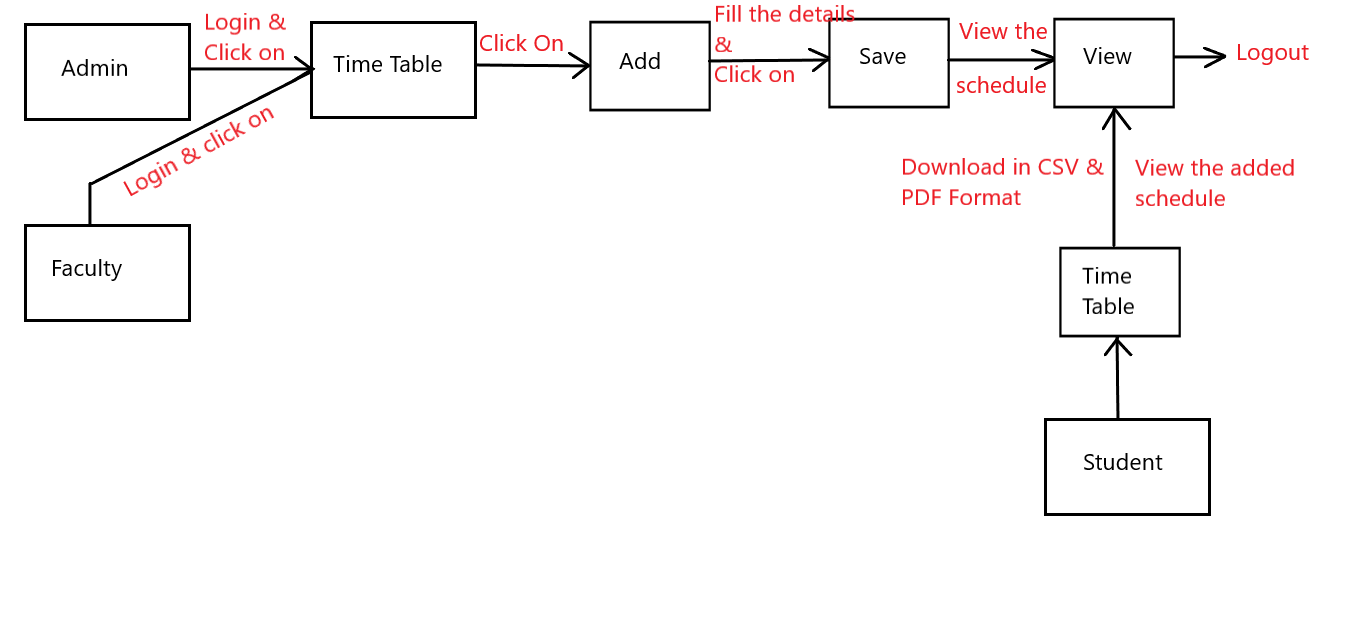 Admin
Login &
Click on
Time Table
Click On
Add
Fill the details
&
Click on
Save
View the
schedule
View
Logout
Login & click on
Faculty
Download in CSV &
PDF Format
View the added
schedule
Time
Table
Student